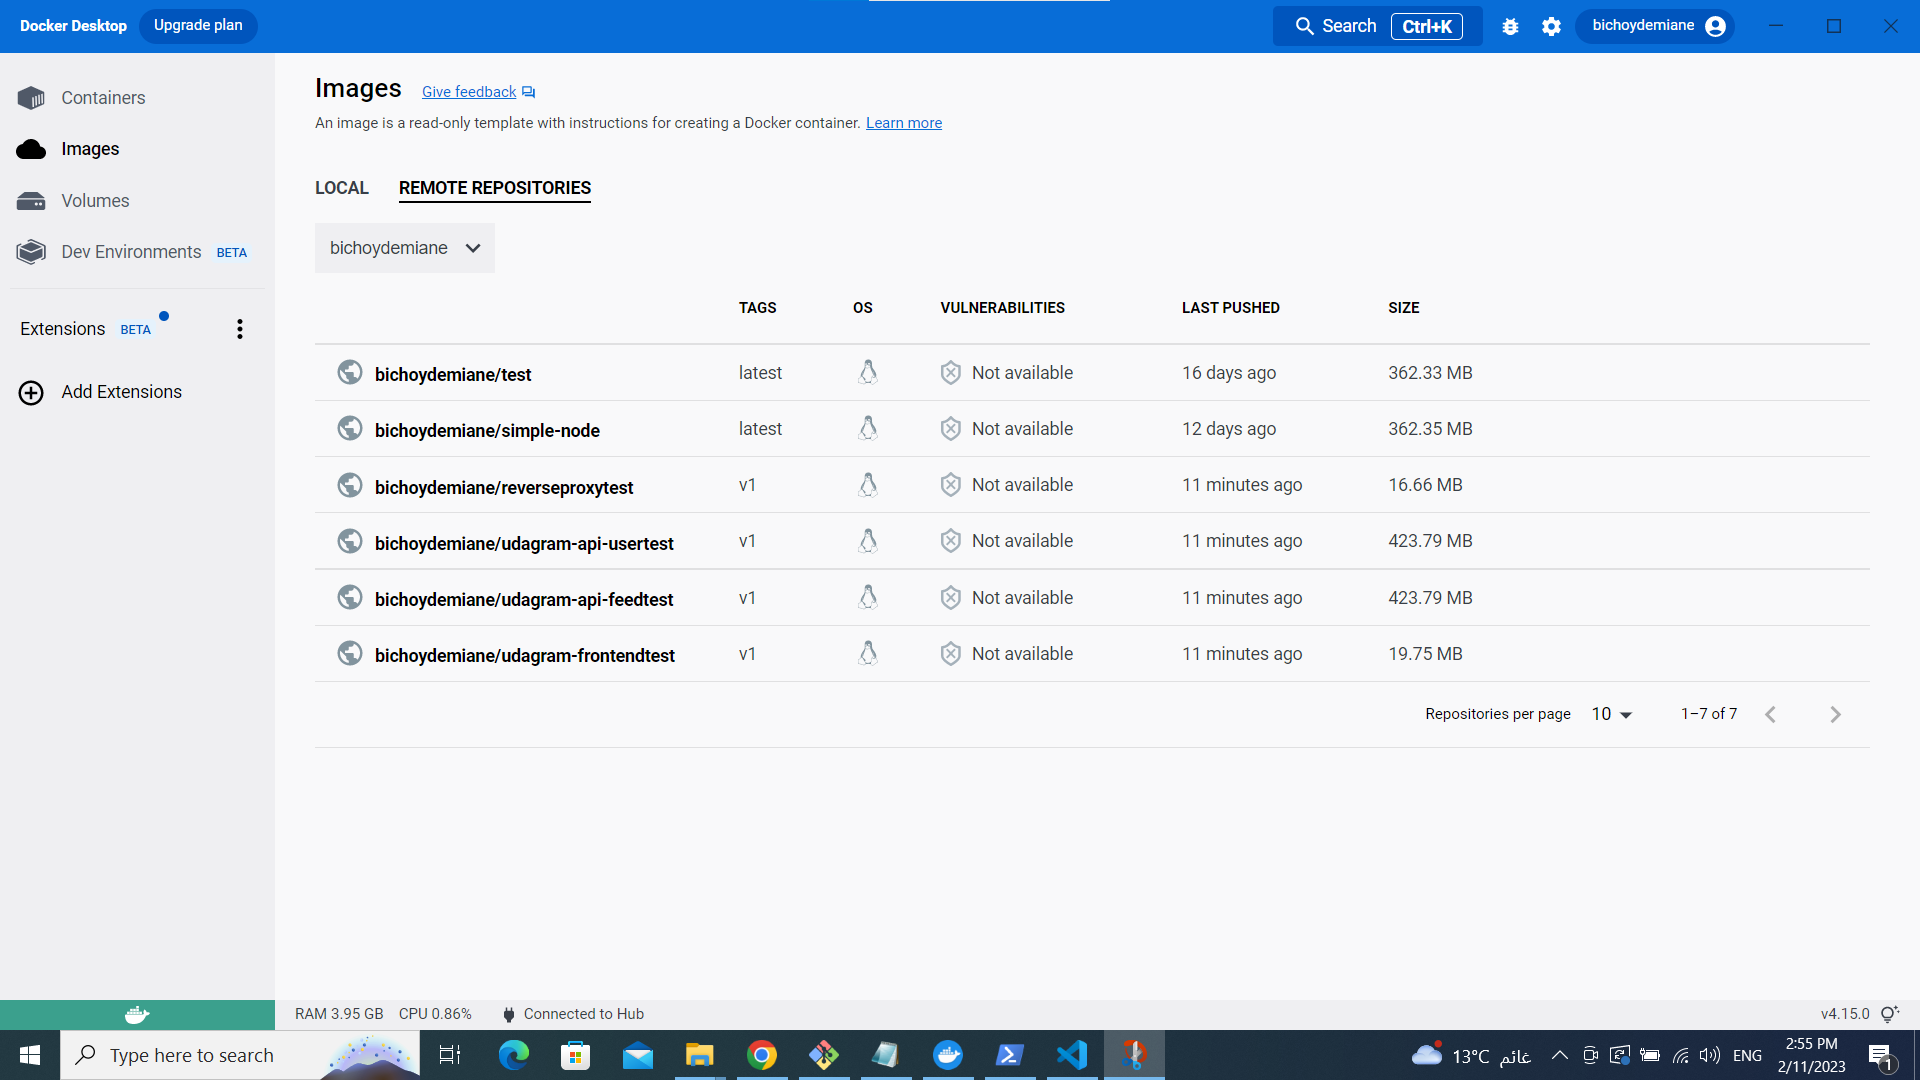 Docker Desktop Upgrade plan Search Ctrl+K bichoydemiane
Containers
Images
Volumes
Dev Environments BETA
Extensions BETA
Add Extensions
Images Give feedback
An image is a read-only template with instructions for creating a Docker container. Learn more
LOCAL REMOTE REPOSITORIES
bichoydemiane
TAGS OS VULNERABILITIES LAST PUSHED SIZE
bichoydemiane/test latest Not available 16 days ago 362.33 MB
bichoydemiane/simple-node latest Not available 12 days ago 362.35 MB
bichoydemiane/reverseproxytest v1 Not available 11 minutes ago 16.66 MB
bichoydemiane/udagram-api-usertest v1 Not available 11 minutes ago 423.79 MB
bichoydemiane/udagram-api-feedtest v1 Not available 11 minutes ago 423.79 MB
bichoydemiane/udagram-frontendtest v1 Not available 11 minutes ago 19.75 MB
Repositories per page 10 1–7 of 7
RAM 3.95 GB CPU 0.86% Connected to Hub v4.15.0
Type here to search 13°C غائم ENG 2:55 PM
2/11/2023 1